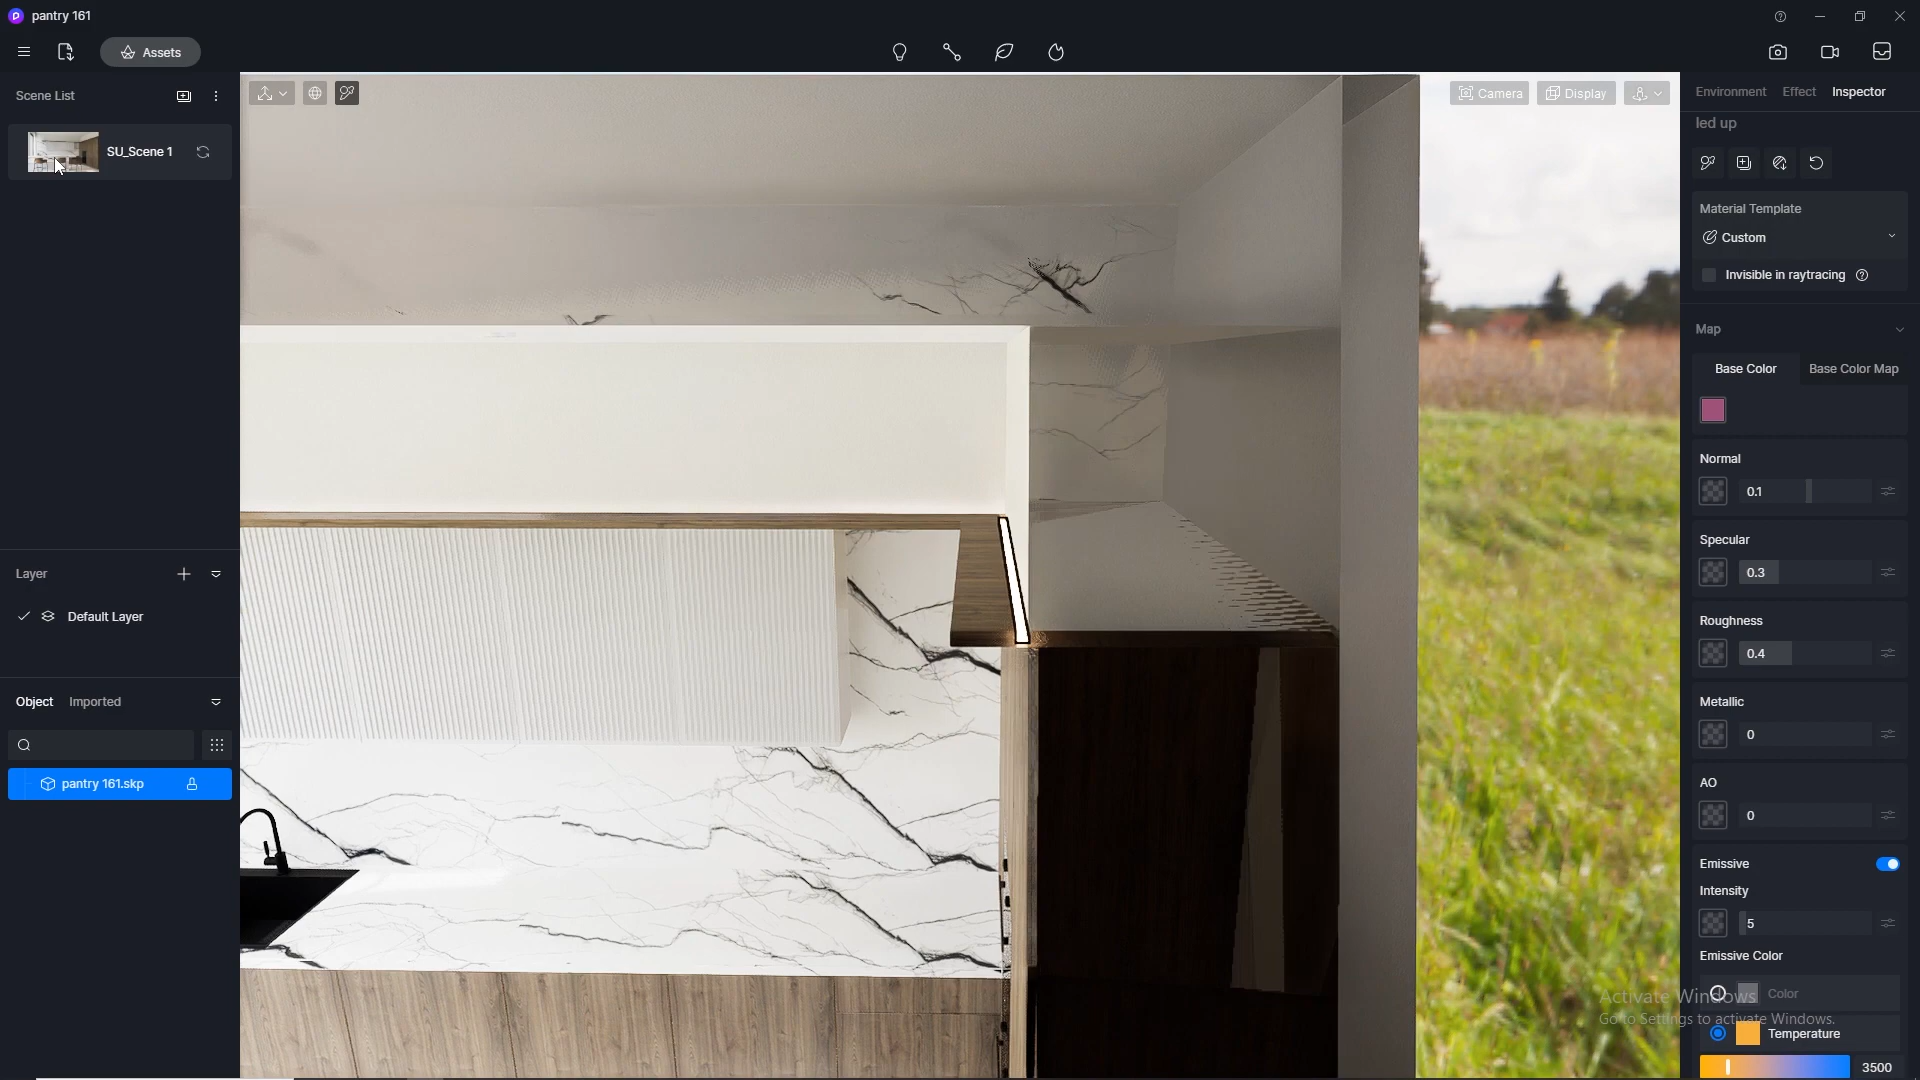 pantry 161
Assets
Scene List
SU_Scene 1
Layer
Default Layer
Object Imported
pantry 161.skp
Camera
Display
Environment Effect Inspector
led up
Material Template
Custom
Invisible in raytracing
Map
Base Color
Base Color Map
Normal
0.1
Specular
0.3
Roughness
0.4
Metallic
0
AO
0
Emissive
Intensity
5
Emissive Color
Color
Activate Windows
Go to Settings to activate Windows.
Temperature
3500